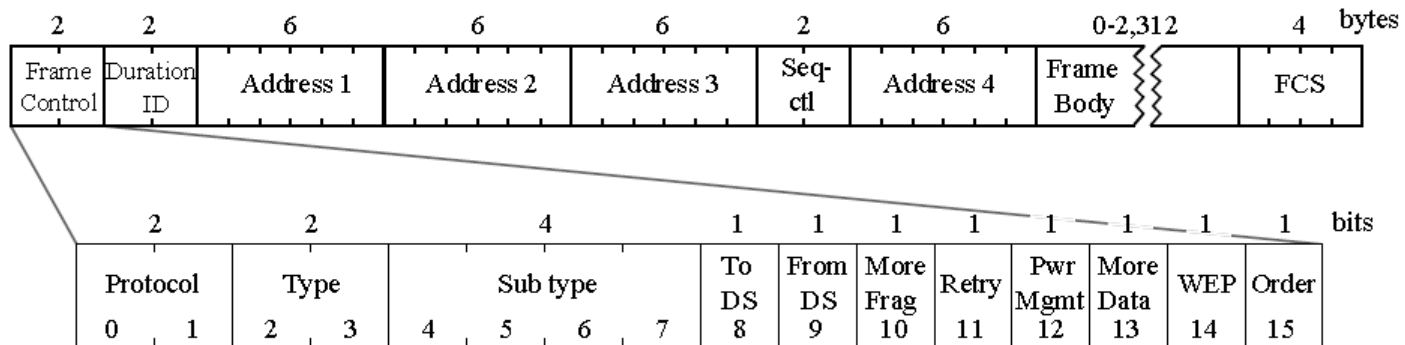 2 2 6 6 6 2 6 0-2,312 4 bytes
Frame Control Duration ID Address 1 Address 2 Address 3 Seq-ctl Address 4 Frame Body FCS
2 2 4 1 1 1 1 1 1 1 1 bits
Protocol Type Sub type To DS From DS More Frag Retry Pwr Mgmt More Data WEP Order
0 1 2 3 4 5 6 7 8 9 10 11 12 13 14 15